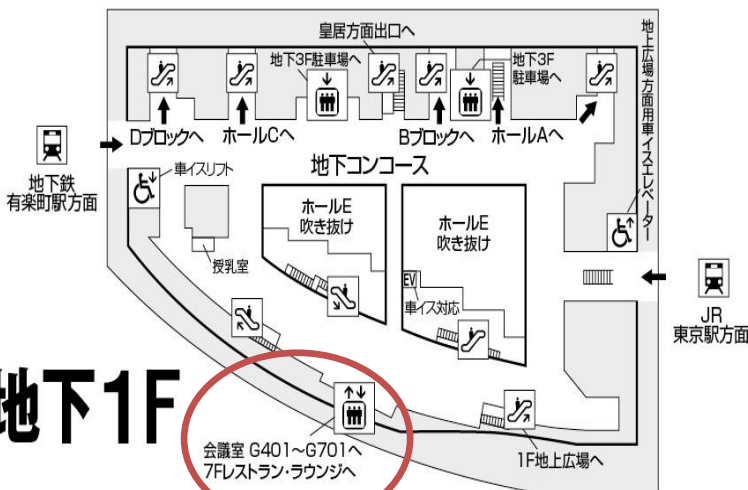 皇居方面出口へ
地下3F駐車場へ
地下3F
駐車場へ
地上広場方面用車イスエレベーター
Dブロックへ
ホールCへ
Bブロックへ
ホールAへ
地下コンコース
地下鉄
有楽町駅方面
車イスリフト
授乳室
ホールE
吹き抜け
ホールE
吹き抜け
EV
車イス対応
JR
東京駅方面
地下1F
会議室 G401〜G701へ
7Fレストラン・ラウンジへ
1F地上広場へ